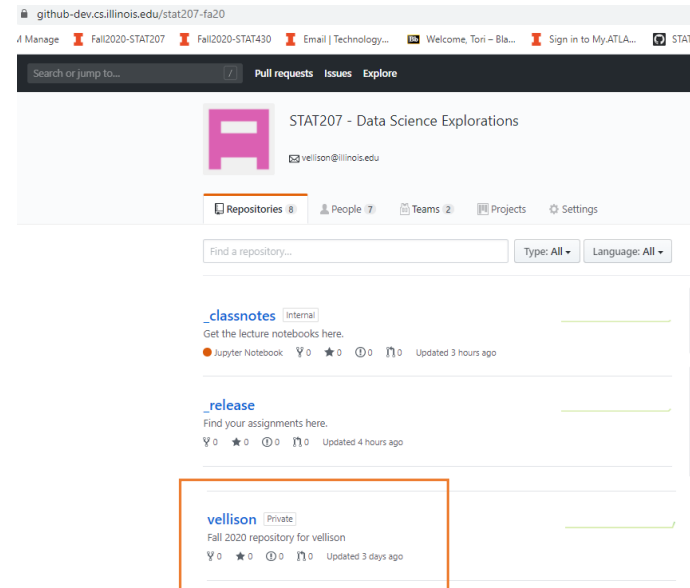 github-dev.cs.illinois.edu/stat207-fa20
Manage Fall2020-STAT207 Fall2020-STAT430 Email | Technology... Bb Welcome, Tori – Bla... Sign in to My.ATLA... STAT
Search or jump to... / Pull requests Issues Explore
STAT207 - Data Science Explorations
vellison@illinois.edu
Repositories 8 People 7 Teams 2 Projects Settings
Find a repository... Type: All Language: All
_classnotes Internal
Get the lecture notebooks here.
Jupyter Notebook 0 0 0 0 Updated 3 hours ago
_release
Find your assignments here.
0 0 0 0 Updated 4 hours ago
vellison Private
Fall 2020 repository for vellison
0 0 0 0 Updated 3 days ago